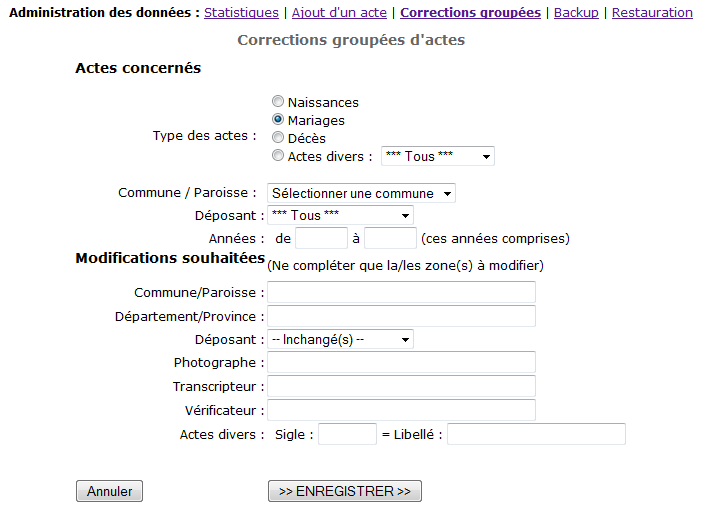 Administration des données : Statistiques | Ajout d'un acte | Corrections groupées | Backup | Restauration
Corrections groupées d'actes
Actes concernés
Type des actes :
Naissances
Mariages
Décès
Actes divers : *** Tous ***
Commune / Paroisse : Sélectionner une commune
Déposant : *** Tous ***
Années : de à (ces années comprises)
Modifications souhaitées (Ne compléter que la/les zone(s) à modifier)
Commune/Paroisse :
Département/Province :
Déposant : -- Inchangé(s) --
Photographe :
Transcripteur :
Vérificateur :
Actes divers : Sigle : = Libellé :
Annuler >> ENREGISTRER >>